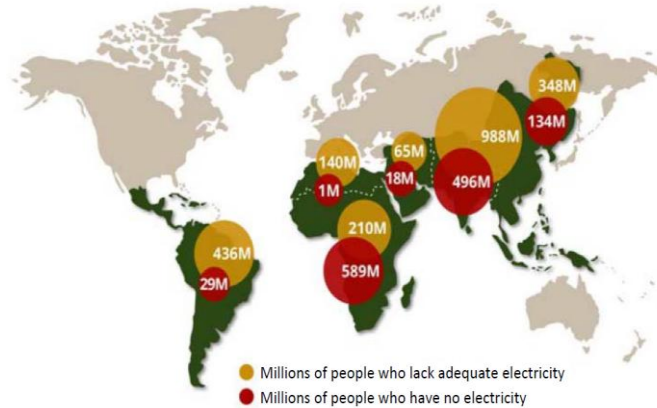 348M
134M
988M
65M
140M
18M
496M
1M
210M
436M
589M
29M
Millions of people who lack adequate electricity
Millions of people who have no electricity